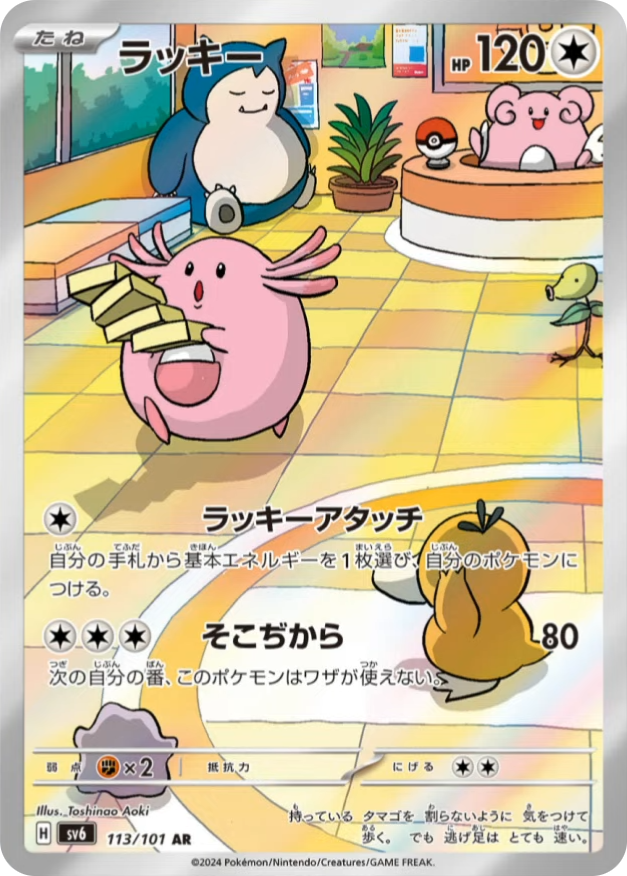 たね ラッキー HP 120
ラッキーアタッチ
自分の手札から基本エネルギーを1枚選び、自分のポケモンに
つける。
そこぢから 80
次の自分の番、このポケモンはワザが使えない。
弱点 ×2 抵抗力 にげる
Illus. Toshinao Aoki
持っている タマゴを 割らないように 気をつけて
歩く。 でも 逃げ足は とても 速い。
H sv6 113/101 AR
©2024 Pokémon/Nintendo/Creatures/GAME FREAK.